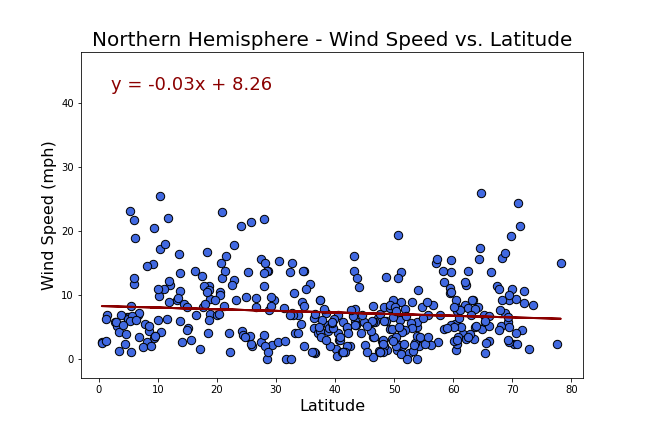 Northern Hemisphere - Wind Speed vs. Latitude
y = -0.03x + 8.26
Wind Speed (mph)
40
30
20
10
0
0 10 20 30 40 50 60 70 80
Latitude